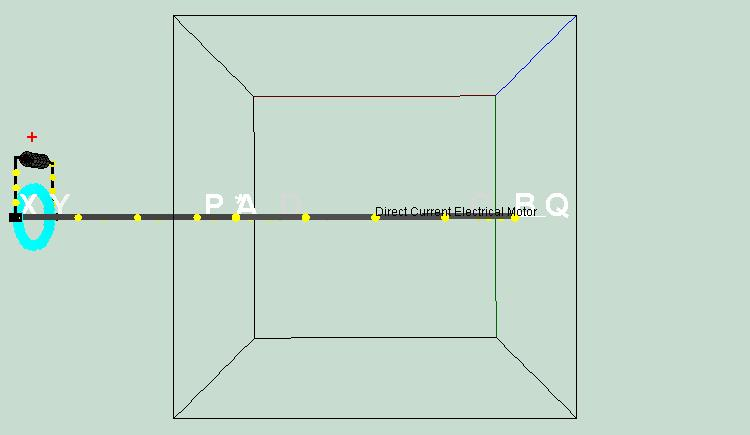 +
X Y P A D B Q
Direct Current Electrical Motor